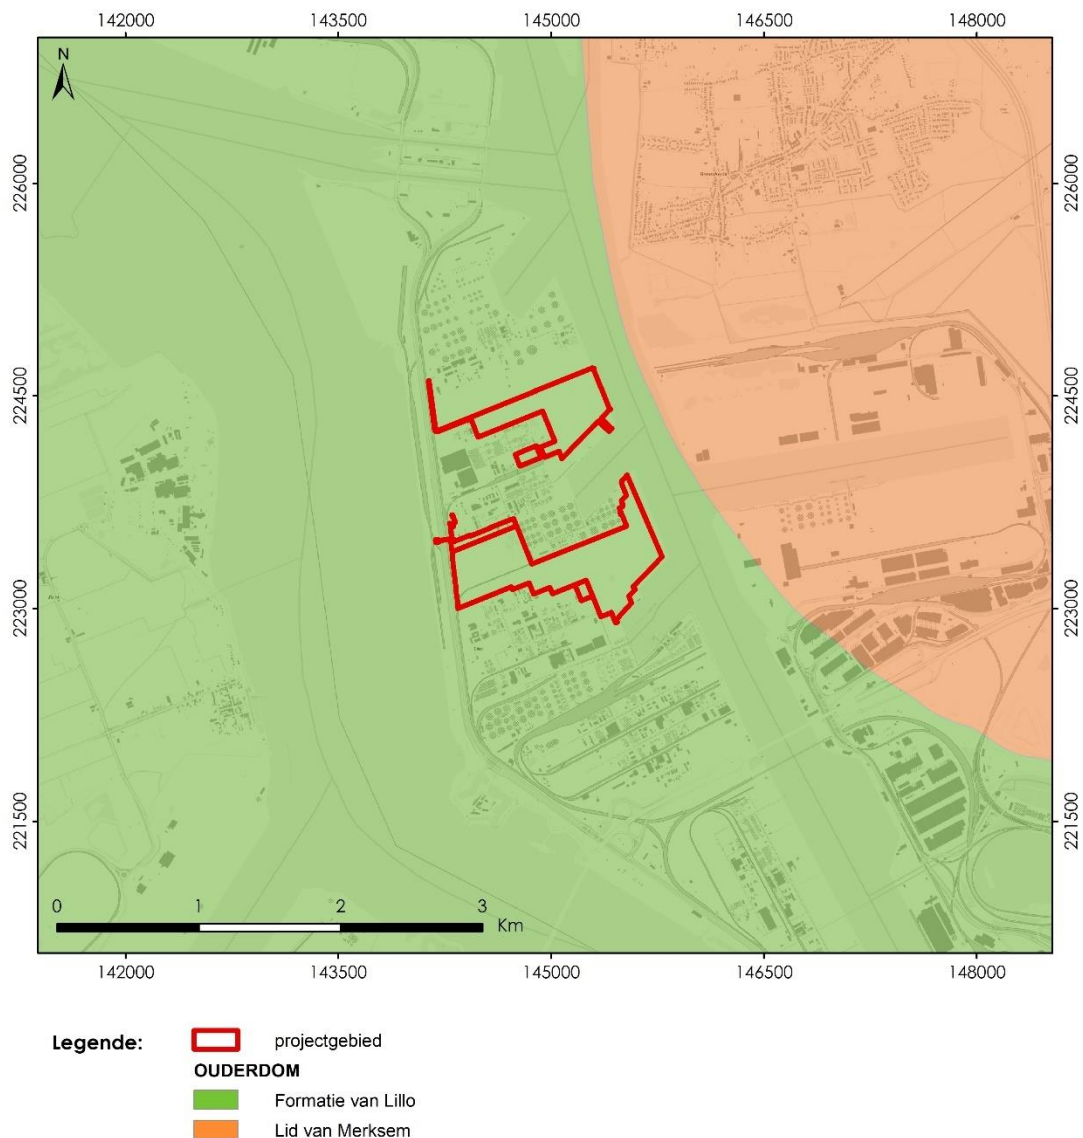 142000 143500 145000 146500 148000
N
226000 226000
224500 224500
223000 223000
221500 221500
0 1 2 3 Km
142000 143500 145000 146500 148000
Legende: projectgebied
OUDERDOM
Formatie van Lillo
Lid van Merksem